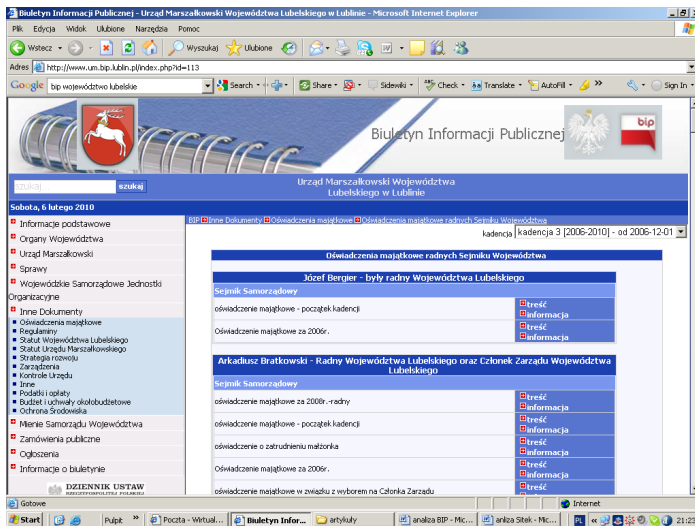 Biuletyn Informacji Publicznej - Urząd Marszałkowski Województwa Lubelskiego w Lublinie - Microsoft Internet Explorer
Plik Edycja Widok Ulubione Narzędzia Pomoc
Wstecz Wyszukaj Ulubione
Adres http://www.um.bip.lublin.pl/index.php?id=113
Google bip województwo lubelskie Search Share Sidewiki Check Translate AutoFill Sign In
Biuletyn Informacji Publicznej bip
szukaj... szukaj
Urząd Marszałkowski Województwa
Lubelskiego w Lublinie
Sobota, 6 lutego 2010
BIP Inne Dokumenty Oświadczenia majątkowe Oświadczenia majątkowe radnych Sejmiku Województwa
kadencja kadencja 3 [2006-2010] - od 2006-12-01
Informacje podstawowe
Organy Województwa
Urząd Marszałkowski
Sprawy
Wojewódzkie Samorządowe Jednostki
Organizacyjne
Inne Dokumenty
Oświadczenia majątkowe
Regulaminy
Statut Województwa Lubelskiego
Statut Urzędu Marszałkowskiego
Strategia rozwoju
Zarządzenia
Kontrole Urzędu
Inne
Podatki i opłaty
Budżet i uchwały okołobudżetowe
Ochrona Środowiska
Mienie Samorządu Województwa
Zamówienia publiczne
Ogłoszenia
Informacje o biuletynie
DZIENNIK USTAW
RZECZYPOSPOLITEJ POLSKIEJ
Oświadczenia majątkowe radnych Sejmiku Województwa
Józef Bergier - były radny Województwa Lubelskiego
Sejmik Samorządowy
oświadczenie majątkowe - początek kadencji
treść
informacja
Oświadczenie majątkowe za 2006r.
treść
informacja
Arkadiusz Bratkowski - Radny Województwa Lubelskiego oraz Członek Zarządu Województwa
Lubelskiego
Sejmik Samorządowy
oświadczenie majątkowe za 2008r.-radny
treść
informacja
oświadczenie majątkowe - początek kadencji
treść
informacja
oświadczenie o zatrudnieniu małżonka
treść
informacja
Oświadczenie majątkowe za 2006r.
treść
informacja
oświadczenie majątkowe w związku z wyborem na Członka Zarządu
treść
informacja
Gotowe Internet
Start Pulpit Poczta - Wirtual... Biuletyn Infor... artykuły analiza BIP - Mic... anliza Sitek - Mic... PL 21:23